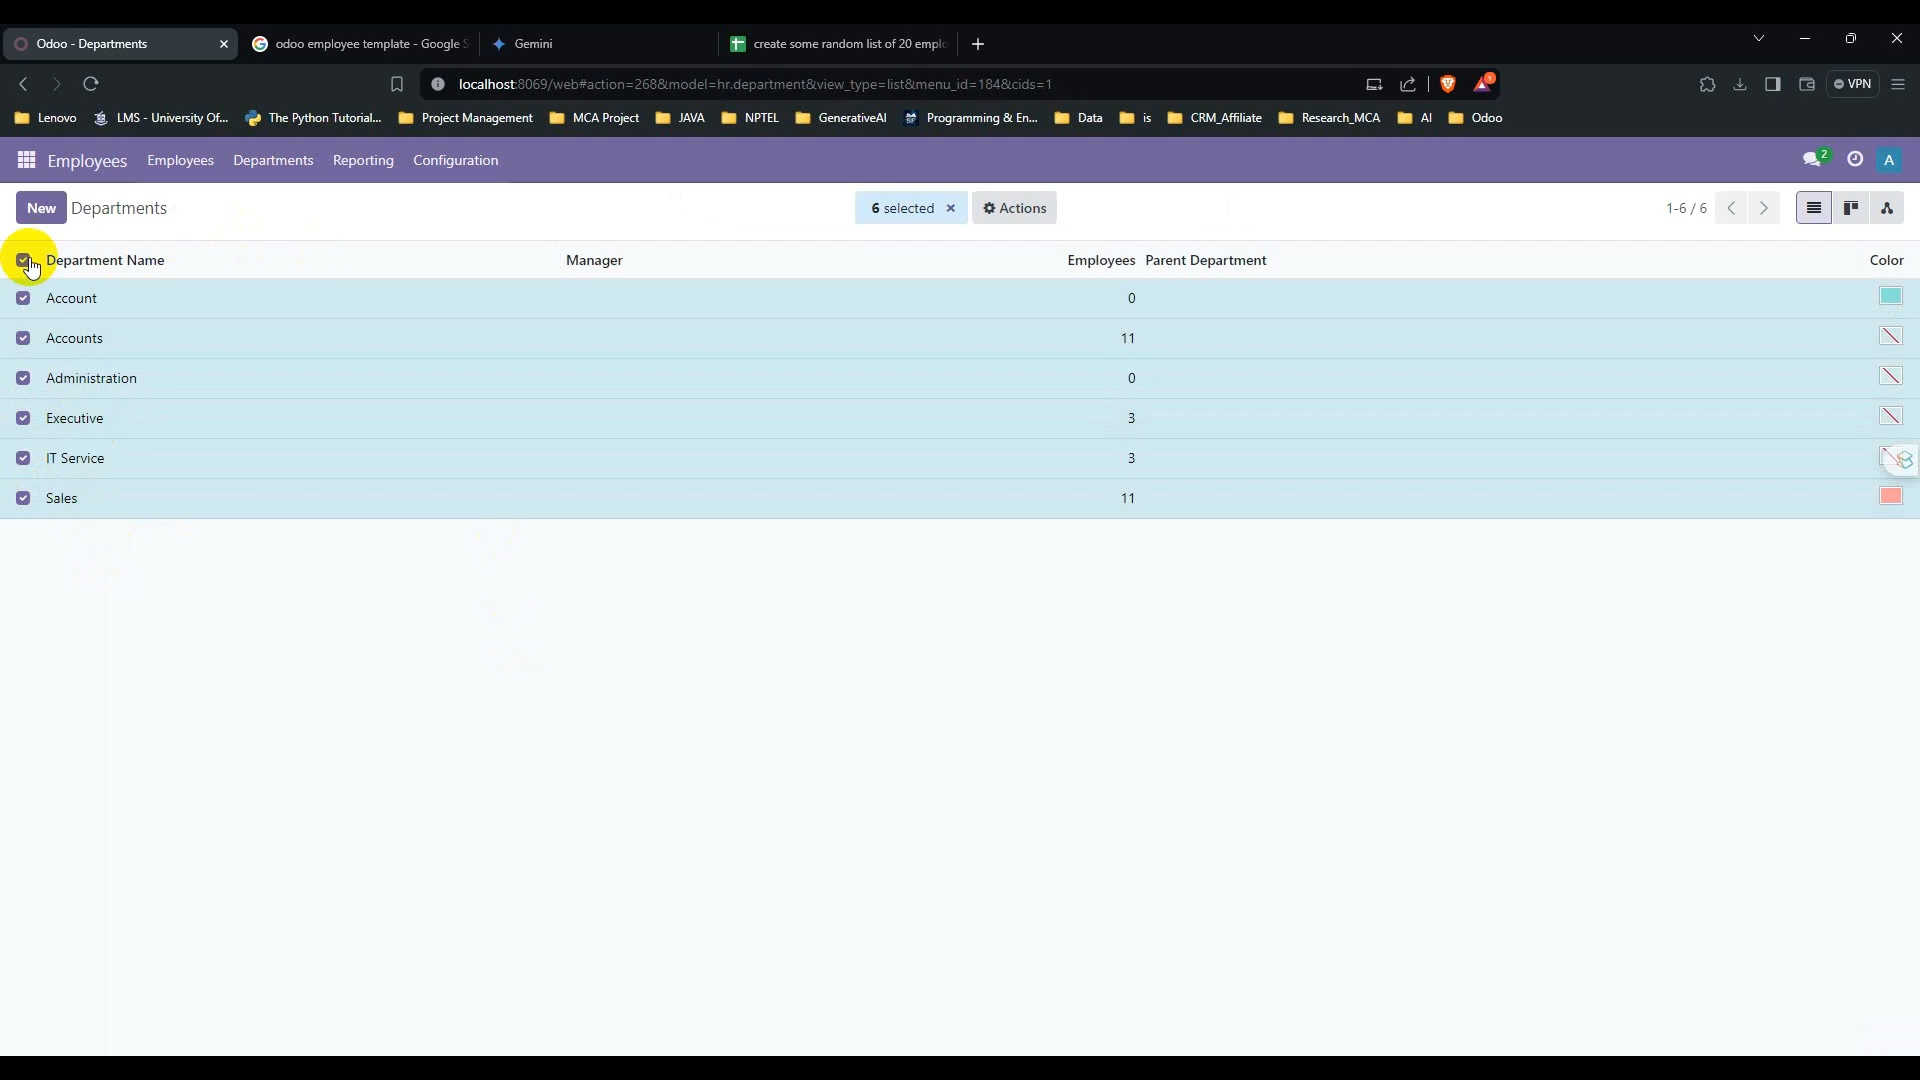 Odoo - Departments
odoo employee template - Google S
Gemini
create some random list of 20 emplo
localhost:8069/web#action=268&model=hr.department&view_type=list&menu_id=184&cids=1
VPN
Lenovo
LMS - University Of...
The Python Tutorial...
Project Management
MCA Project
JAVA
NPTEL
GenerativeAI
Programming & En...
Data
is
CRM_Affiliate
Research_MCA
AI
Odoo
Employees
Employees
Departments
Reporting
Configuration
2
A
New
Departments
6 selected ×
Actions
1-6 / 6
Department Name
Manager
Employees
Parent Department
Color
Account 0
Accounts 11
Administration 0
Executive 3
IT Service 3
Sales 11